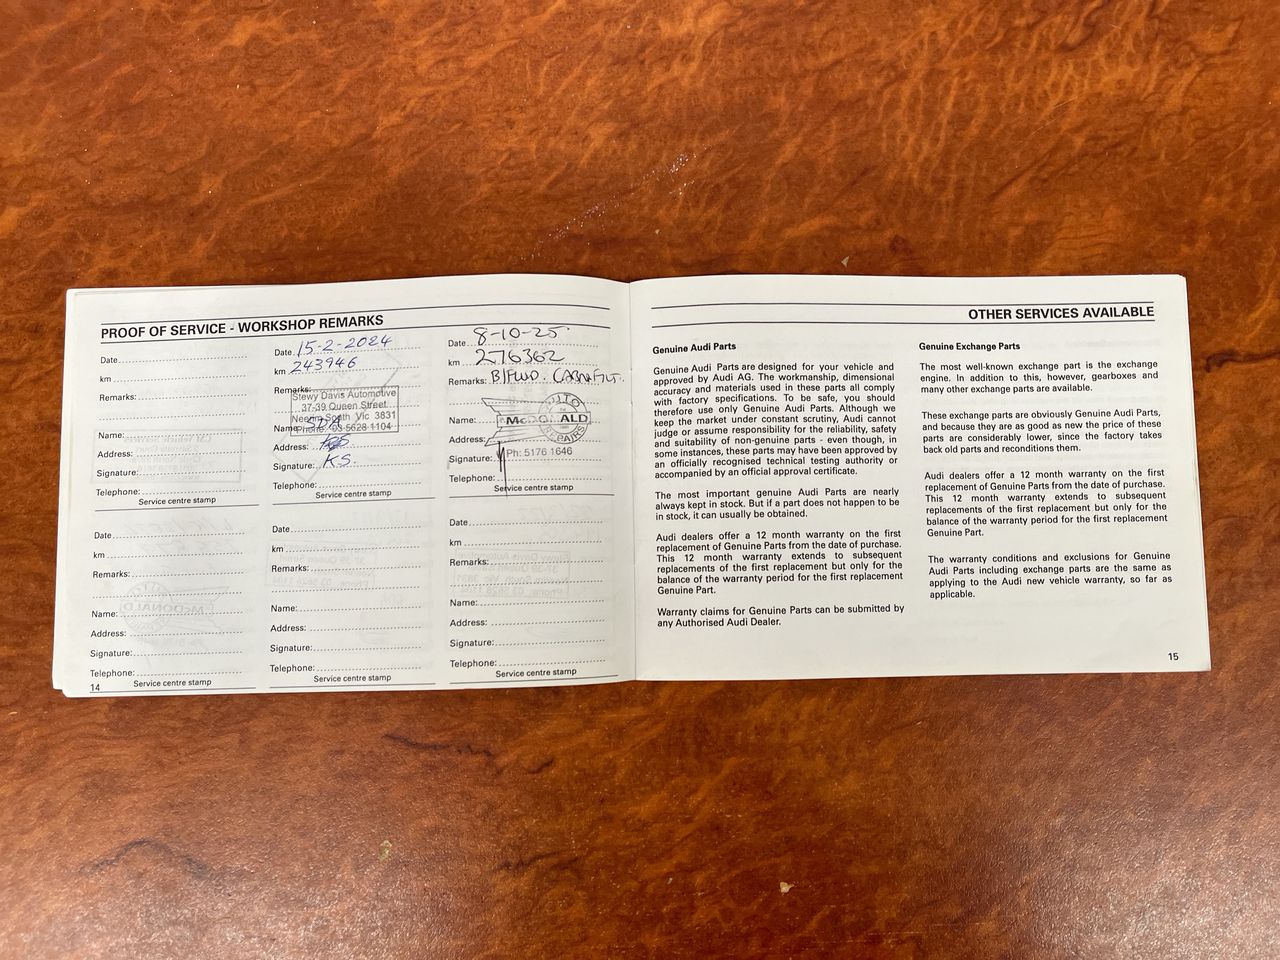 PROOF OF SERVICE - WORKSHOP REMARKS
Date
km
Remarks:
Name:
Address:
Signature:
Telephone:
Service centre stamp
Date 15-2-2024
km 243946
Remarks:
Stewy Davis Automotive
37-39 Queen Street
Neerim South Vic 3831
Phone: 03 5628 1104
Name: SDA
Address:
Signature: KS.
Telephone:
Service centre stamp
Date 8-10-25
km 276362
Remarks: B/FLUID. CABIN FILT.
Name:
McDONALD
AUTO
REPAIRS
Address:
Signature:
Ph: 5176 1646
Telephone:
Service centre stamp
Date
km
Remarks:
Name:
Address:
Signature:
Telephone:
Service centre stamp
Date
km
Remarks:
Name:
Address:
Signature:
Telephone:
Service centre stamp
Date
km
Remarks:
Name:
Address:
Signature:
Telephone:
Service centre stamp
14
OTHER SERVICES AVAILABLE
Genuine Audi Parts
Genuine Audi Parts are designed for your vehicle and
approved by Audi AG. The workmanship, dimensional
accuracy and materials used in these parts all comply
with factory specifications. To be safe, you should
therefore use only Genuine Audi Parts. Although we
keep the market under constant scrutiny, Audi cannot
judge or assume responsibility for the reliability, safety
and suitability of non-genuine parts - even though, in
some instances, these parts may have been approved by
an officially recognised technical testing authority or
accompanied by an official approval certificate.
The most important genuine Audi Parts are nearly
always kept in stock. But if a part does not happen to be
in stock, it can usually be obtained.
Audi dealers offer a 12 month warranty on the first
replacement of Genuine Parts from the date of purchase.
This 12 month warranty extends to subsequent
replacements of the first replacement but only for the
balance of the warranty period for the first replacement
Genuine Part.
Warranty claims for Genuine Parts can be submitted by
any Authorised Audi Dealer.
Genuine Exchange Parts
The most well-known exchange part is the exchange
engine. In addition to this, however, gearboxes and
many other exchange parts are available.
These exchange parts are obviously Genuine Audi Parts,
and because they are as good as new the price of these
parts are considerably lower, since the factory takes
back old parts and reconditions them.
Audi dealers offer a 12 month warranty on the first
replacement of Genuine Parts from the date of purchase.
This 12 month warranty extends to subsequent
replacements of the first replacement but only for the
balance of the warranty period for the first replacement
Genuine Part.
The warranty conditions and exclusions for Genuine
Audi Parts including exchange parts are the same as
applying to the Audi new vehicle warranty, so far as
applicable.
15